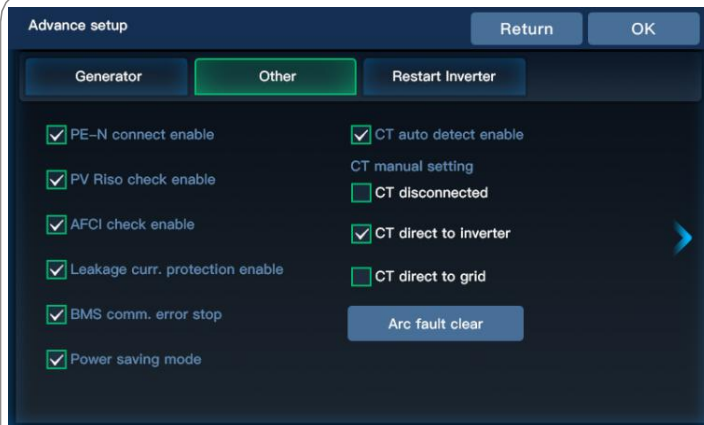 Advance setup
Return
OK
Generator
Other
Restart Inverter
PE-N connect enable
PV Riso check enable
AFCI check enable
Leakage curr. protection enable
BMS comm. error stop
Power saving mode
CT auto detect enable
CT manual setting
CT disconnected
CT direct to inverter
CT direct to grid
Arc fault clear